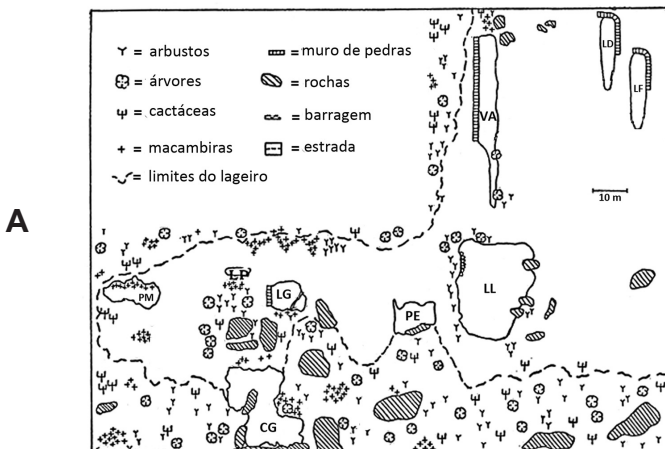 A
= arbustos
= muro de pedras
= árvores
= rochas
= cactáceas
= barragem
= macambiras
= estrada
= limites do lageiro
LD
LF
VA
10 m
LP
PM
LG
PE
LL
CG